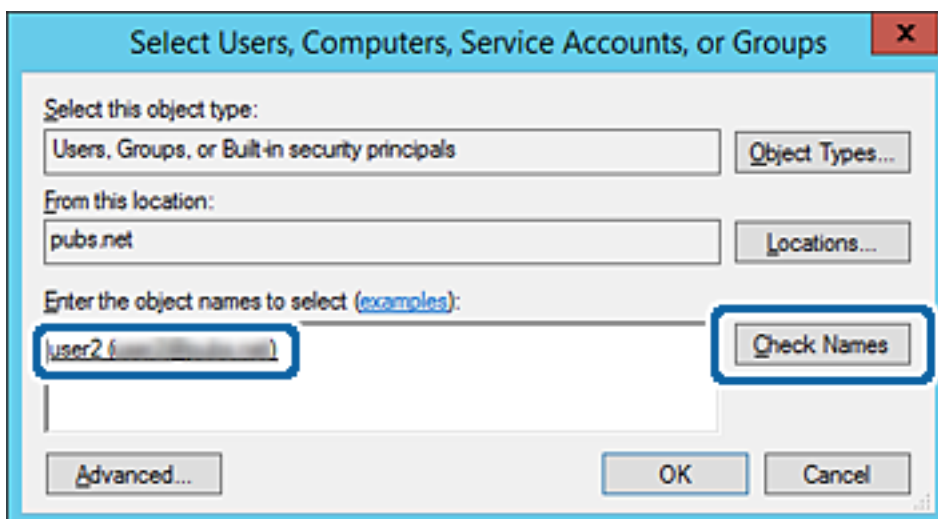 Select Users, Computers, Service Accounts, or Groups
x
Select this object type:
Users, Groups, or Built-in security principals
Object Types...
From this location:
pubs.net
Locations...
Enter the object names to select (examples):
user2 ( )
Check Names
Advanced...
OK
Cancel